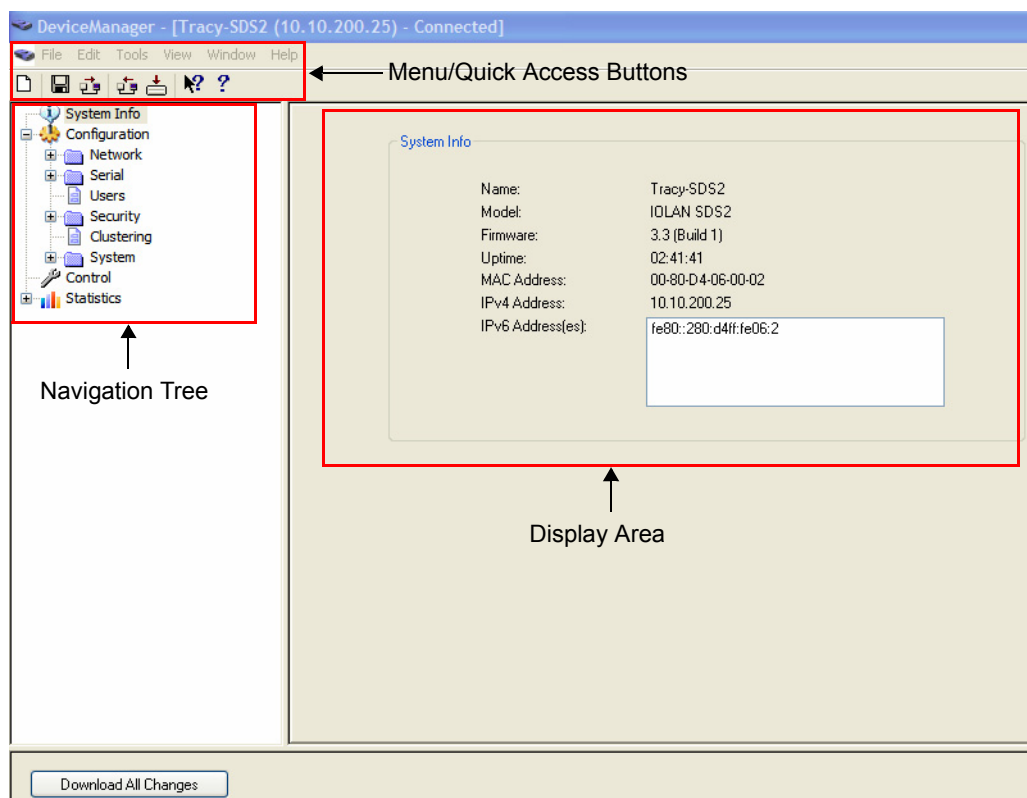 DeviceManager - [Tracy-SDS2 (10.10.200.25) - Connected]
File Edit Tools View Window Help
Menu/Quick Access Buttons
System Info
Configuration
Network
Serial
Users
Security
Clustering
System
Control
Statistics
Navigation Tree
System Info
Name: Tracy-SDS2
Model: IOLAN SDS2
Firmware: 3.3 (Build 1)
Uptime: 02:41:41
MAC Address: 00-80-D4-06-00-02
IPv4 Address: 10.10.200.25
IPv6 Address(es): fe80::280:d4ff:fe06:2
Display Area
Download All Changes